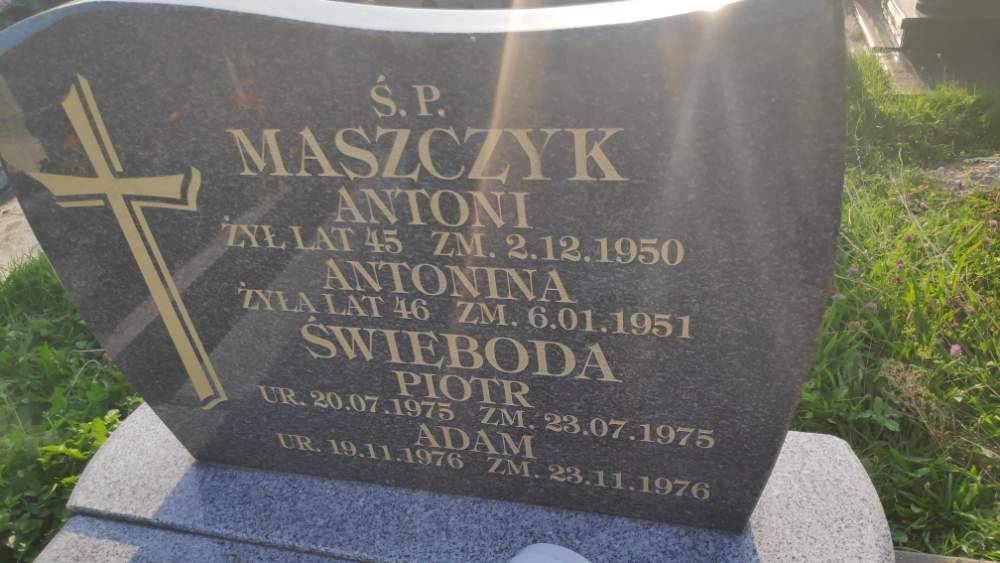 Ś.P.
MASZCZYK
ANTONI
ŻYŁ LAT 45 ZM. 2.12.1950
ANTONINA
ŻYŁA LAT 46 ZM. 6.01.1951
ŚWIEBODA
PIOTR
UR. 20.07.1975 ZM. 23.07.1975
ADAM
UR. 19.11.1976 ZM. 23.11.1976